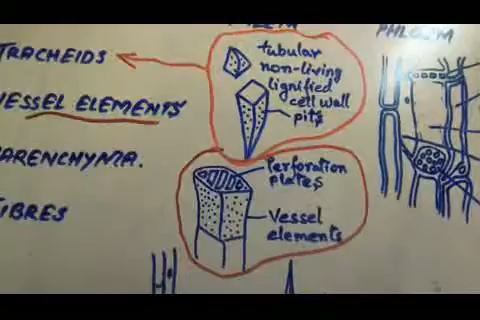 PHLOEM
TRACHEIDS
VESSEL ELEMENTS
PARENCHYMA.
FIBRES
tubular
non-living
lignified
cell wall
pits
Perforation
plates
Vessel
elements